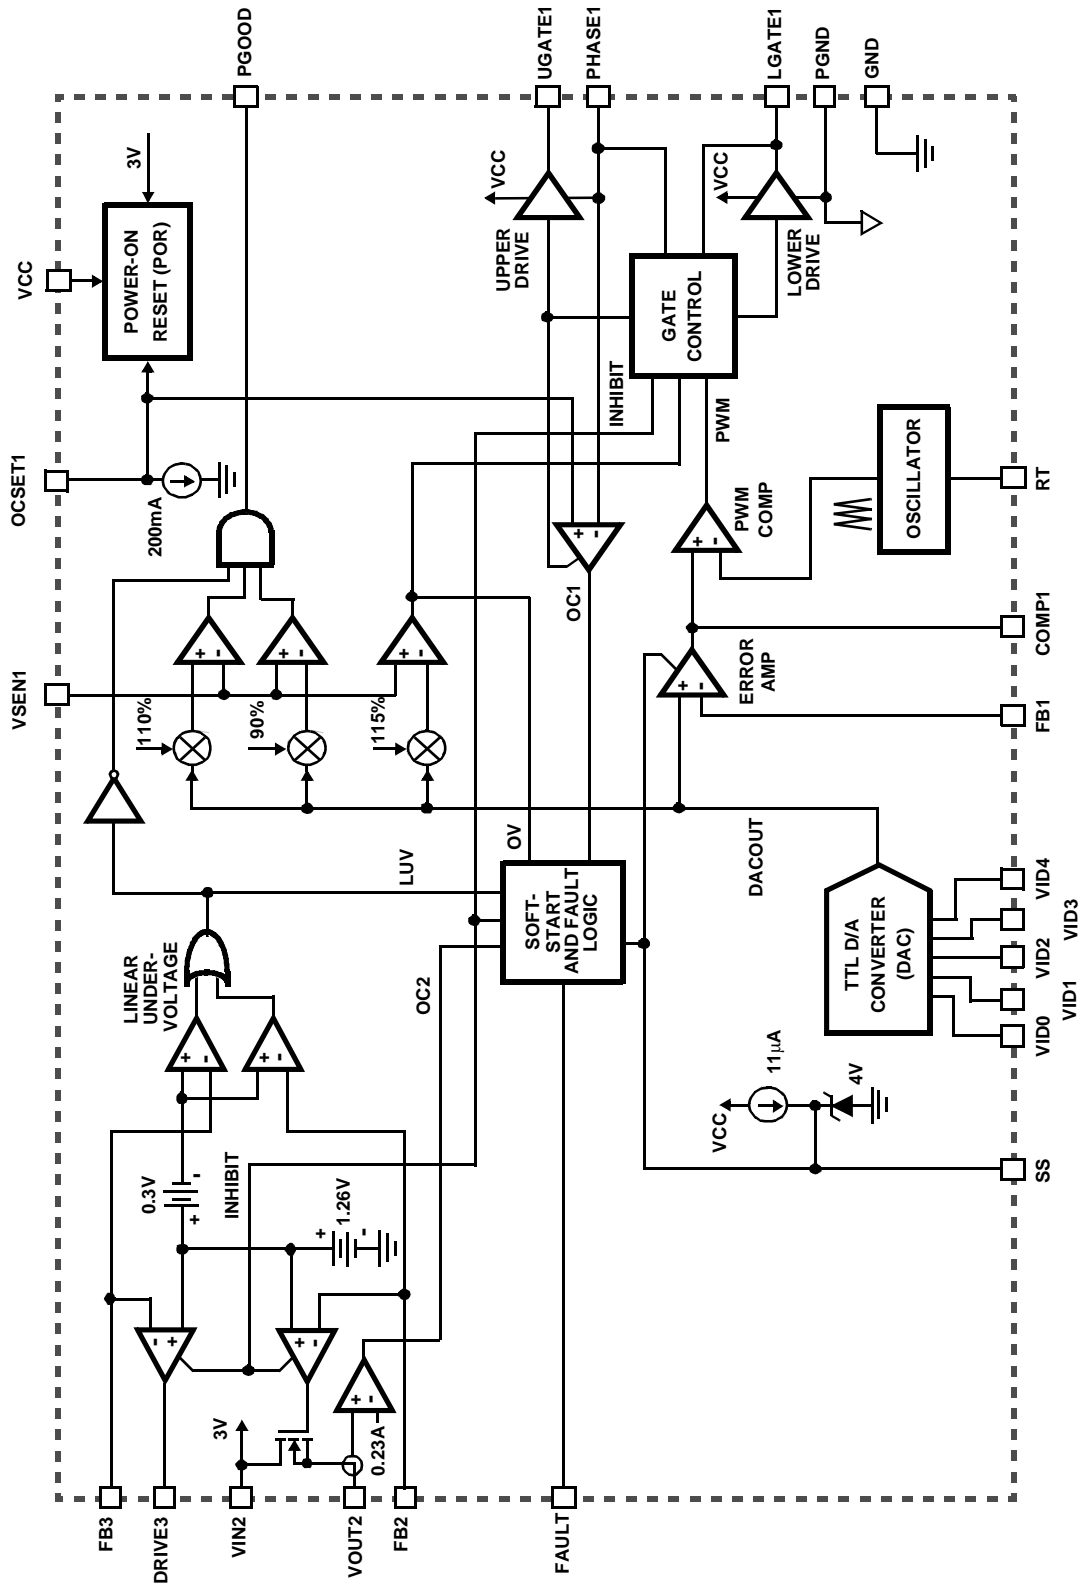 VCC
OCSET1
VSEN1
PGOOD
UGATE1
PHASE1
LGATE1
PGND
GND
RT
COMP1
FB1
VID4
VID3
VID2
VID1
VID0
SS
FAULT
FB2
VOUT2
VIN2
DRIVE3
FB3
3V
POWER-ON
RESET (POR)
200mA
110%
90%
115%
+
-
+
-
+
-
LINEAR
UNDER-
VOLTAGE
LUV
+
-
+
-
0.3V
+
-
INHIBIT
1.26V
+
-
-
+
+
-
3V
+
-
0.23A
OC2
OV
SOFT-
START
AND FAULT
LOGIC
OC1
+
-
VCC
UPPER
DRIVE
INHIBIT
GATE
CONTROL
VCC
LOWER
DRIVE
PWM
PWM
COMP
+
-
OSCILLATOR
ERROR
AMP
+
-
DACOUT
TTL D/A
CONVERTER
(DAC)
VCC
11µA
4V